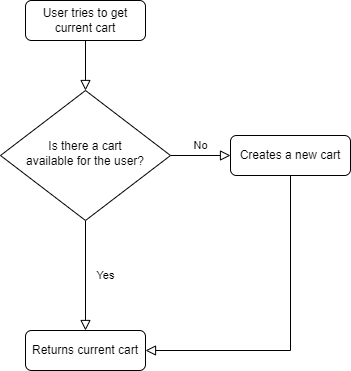 User tries to get
current cart
Is there a cart
available for the user?
No
Creates a new cart
Yes
Returns current cart